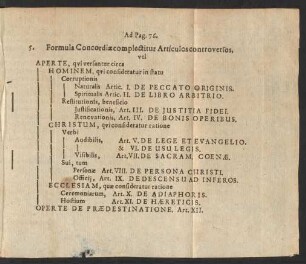 Ad Pag. 76.
5. Formula Concordiæ complectitur Articulos controversos,
vel
APERTE, qvi versantur circa
HOMINEM, qvi consideratur in statu
Corruptionis
Naturalis Artic. I. DE PECCATO ORIGINIS.
Spiritualis Artic. II. DE LIBRO ARBITRIO.
Restitutionis, beneficio
Justificationis, Art. III. DE JUSTITIA FIDEI.
Renovationis, Art. IV. DE BONIS OPERIBUS.
CHRISTUM, qvi consideratur ratione
Verbi
Audibilis, Art. V. DE LEGE ET EVANGELIO.
& VI. DE USU LEGIS.
Visibilis, Art. VII. DE SACRAM. COENÆ.
Sui, tum
Personæ Art. VIII. DE PERSONA CHRISTI.
Officij, Art. IX. DE DESCENSU AD INFEROS.
ECCLESIAM, quæ consideratur ratione
Ceremoniarum, Art. X. DE ADIAPHORIS.
Hostium Art. XI. DE HÆRETICIS.
OPERTE DE PRÆDESTINATIONE. Art. XII.